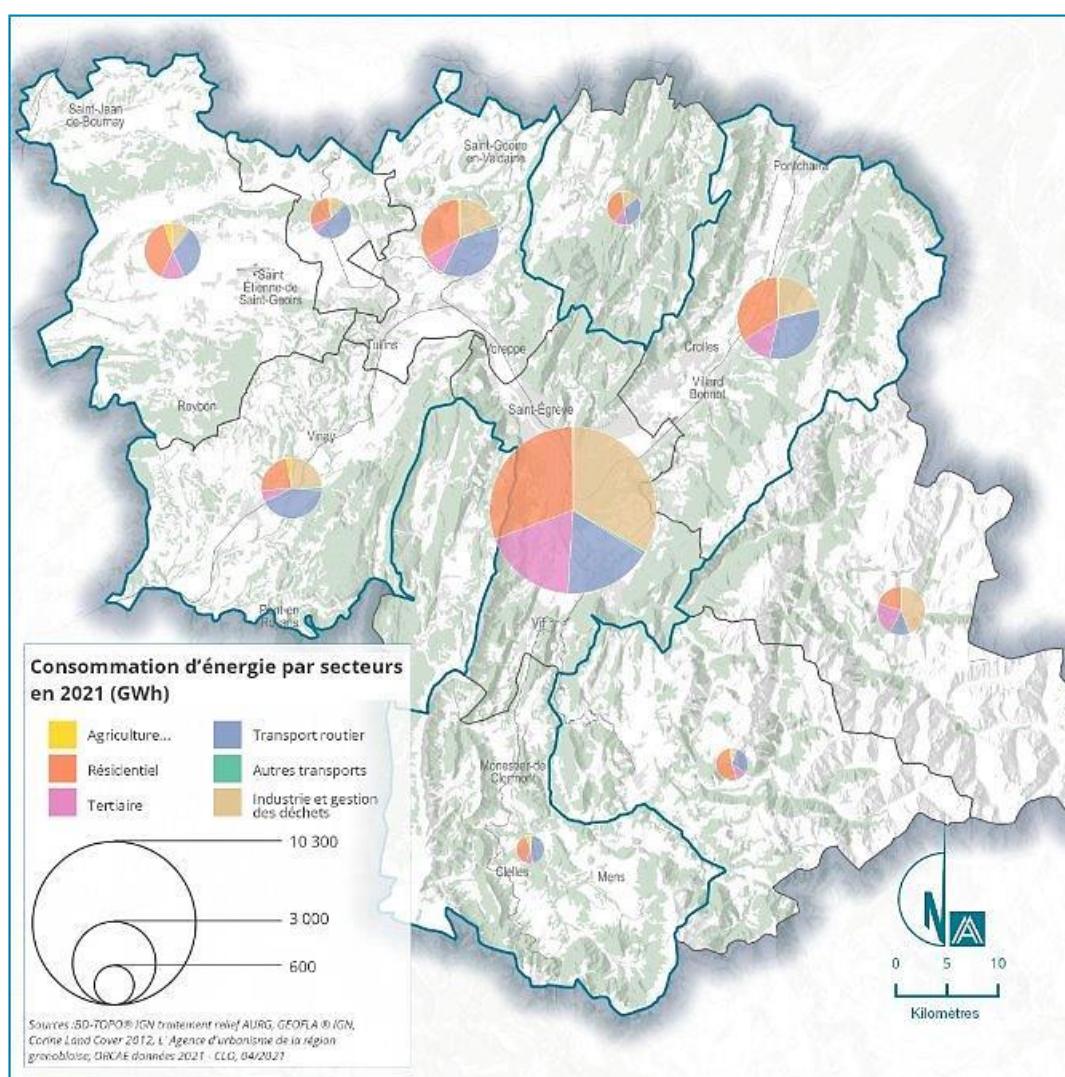 Saint-Jean
de-Bournay
Saint-Geoire
en-Valdaine
Pontcharra
Saint
Étienne-de
Saint-Geoirs
Tullins
Voreppe
Crolles
Villard
Bonnot
Roybon
Saint-Égrève
Vinay
Pont-en
Royans
Vif
Monestier-de
Clermont
Clelles
Mens
Consommation d'énergie par secteurs
en 2021 (GWh)
Agriculture...
Transport routier
Résidentiel
Autres transports
Tertiaire
Industrie et gestion
des déchets
10 300
3 000
600
Sources :BD-TOPO® IGN traitement relief AURG, GEOFLA ® IGN,
Corine Land Cover 2012, L' Agence d'urbanisme de la région
grenobloise, ORCAE données 2021 - CLG, 04/2021
N
0 5 10
Kilomètres